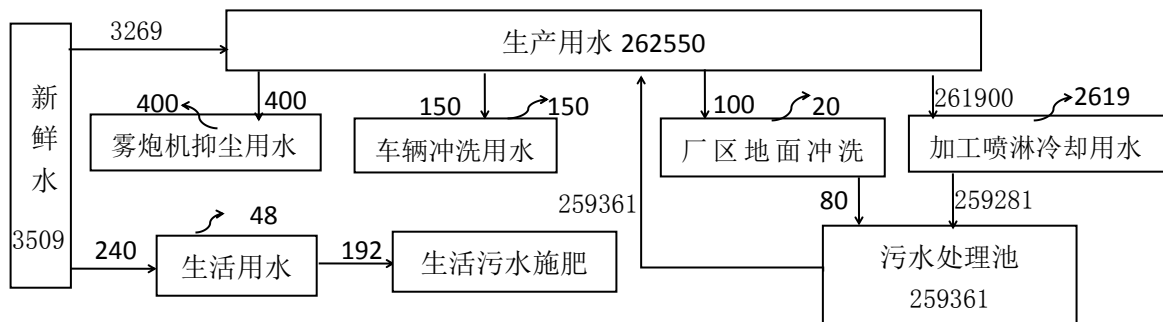 新鲜水
3509
3269
生产用水 262550
400
400
雾炮机抑尘用水
150
150
车辆冲洗用水
100
20
厂区地面冲洗
261900
2619
加工喷淋冷却用水
259361
80
259281
240
48
生活用水
192
生活污水施肥
污水处理池
259361